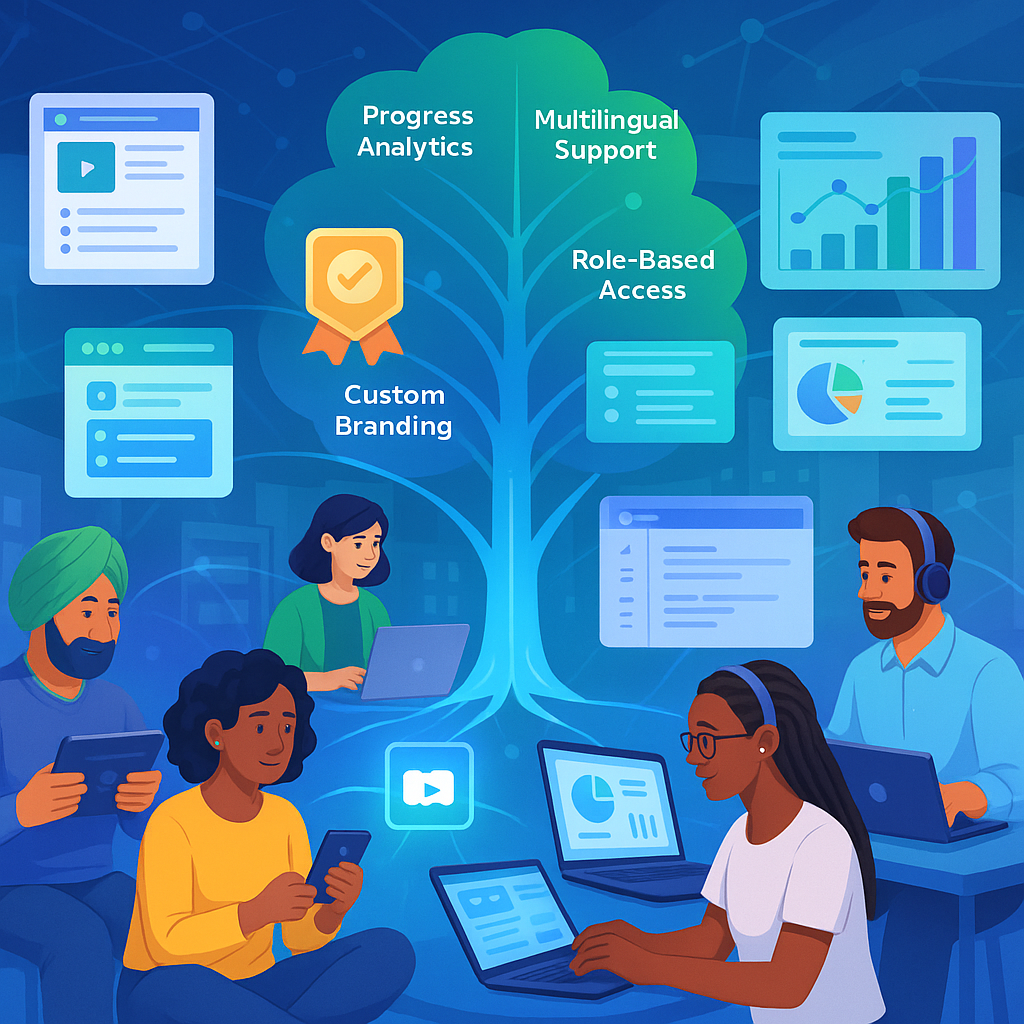 Progress
Analytics
Multilingual
Support
Role-Based
Access
Custom
Branding